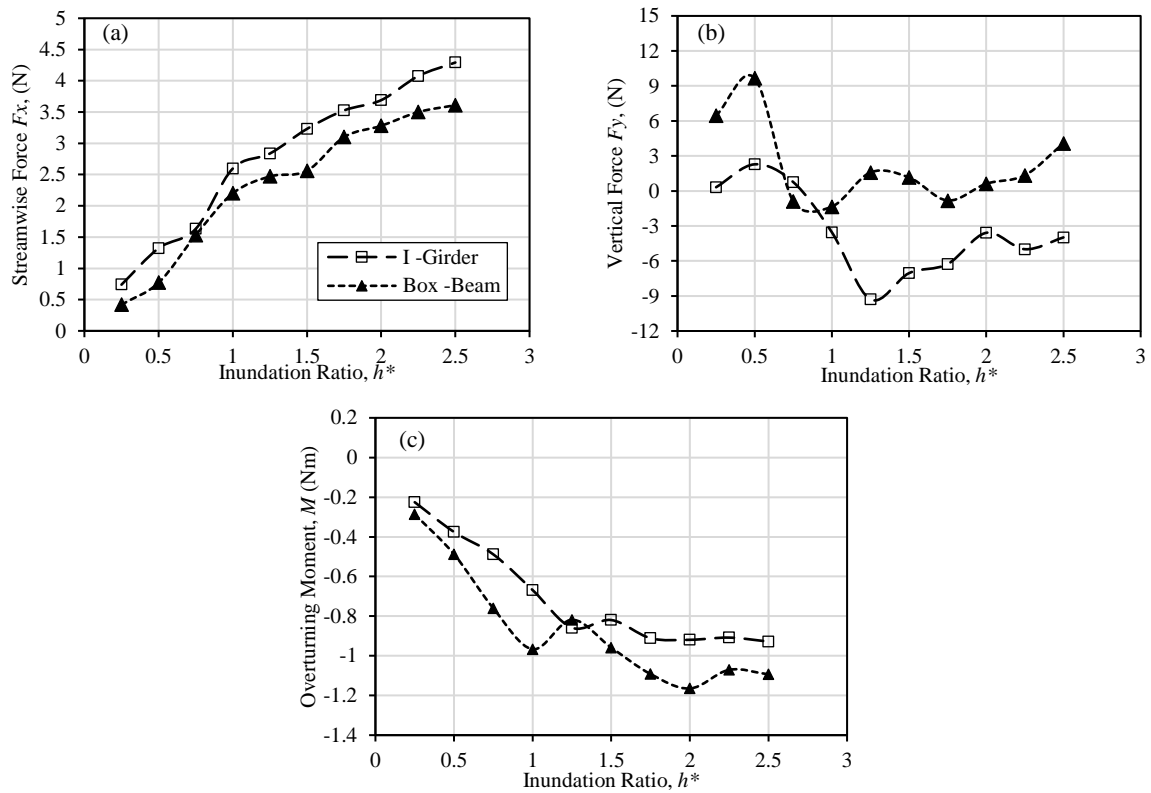 (a)
Streamwise Force Fx, (N)
5
4.5
4
3.5
3
2.5
2
1.5
1
0.5
0
I -Girder
Box -Beam
0 0.5 1 1.5 2 2.5 3
Inundation Ratio, h*
(b)
Vertical Force Fy, (N)
15
12
9
6
3
0
-3
-6
-9
-12
0 0.5 1 1.5 2 2.5 3
Inundation Ratio, h*
(c)
Overturning Moment, M (Nm)
0.2
0
-0.2
-0.4
-0.6
-0.8
-1
-1.2
-1.4
0 0.5 1 1.5 2 2.5 3
Inundation Ratio, h*